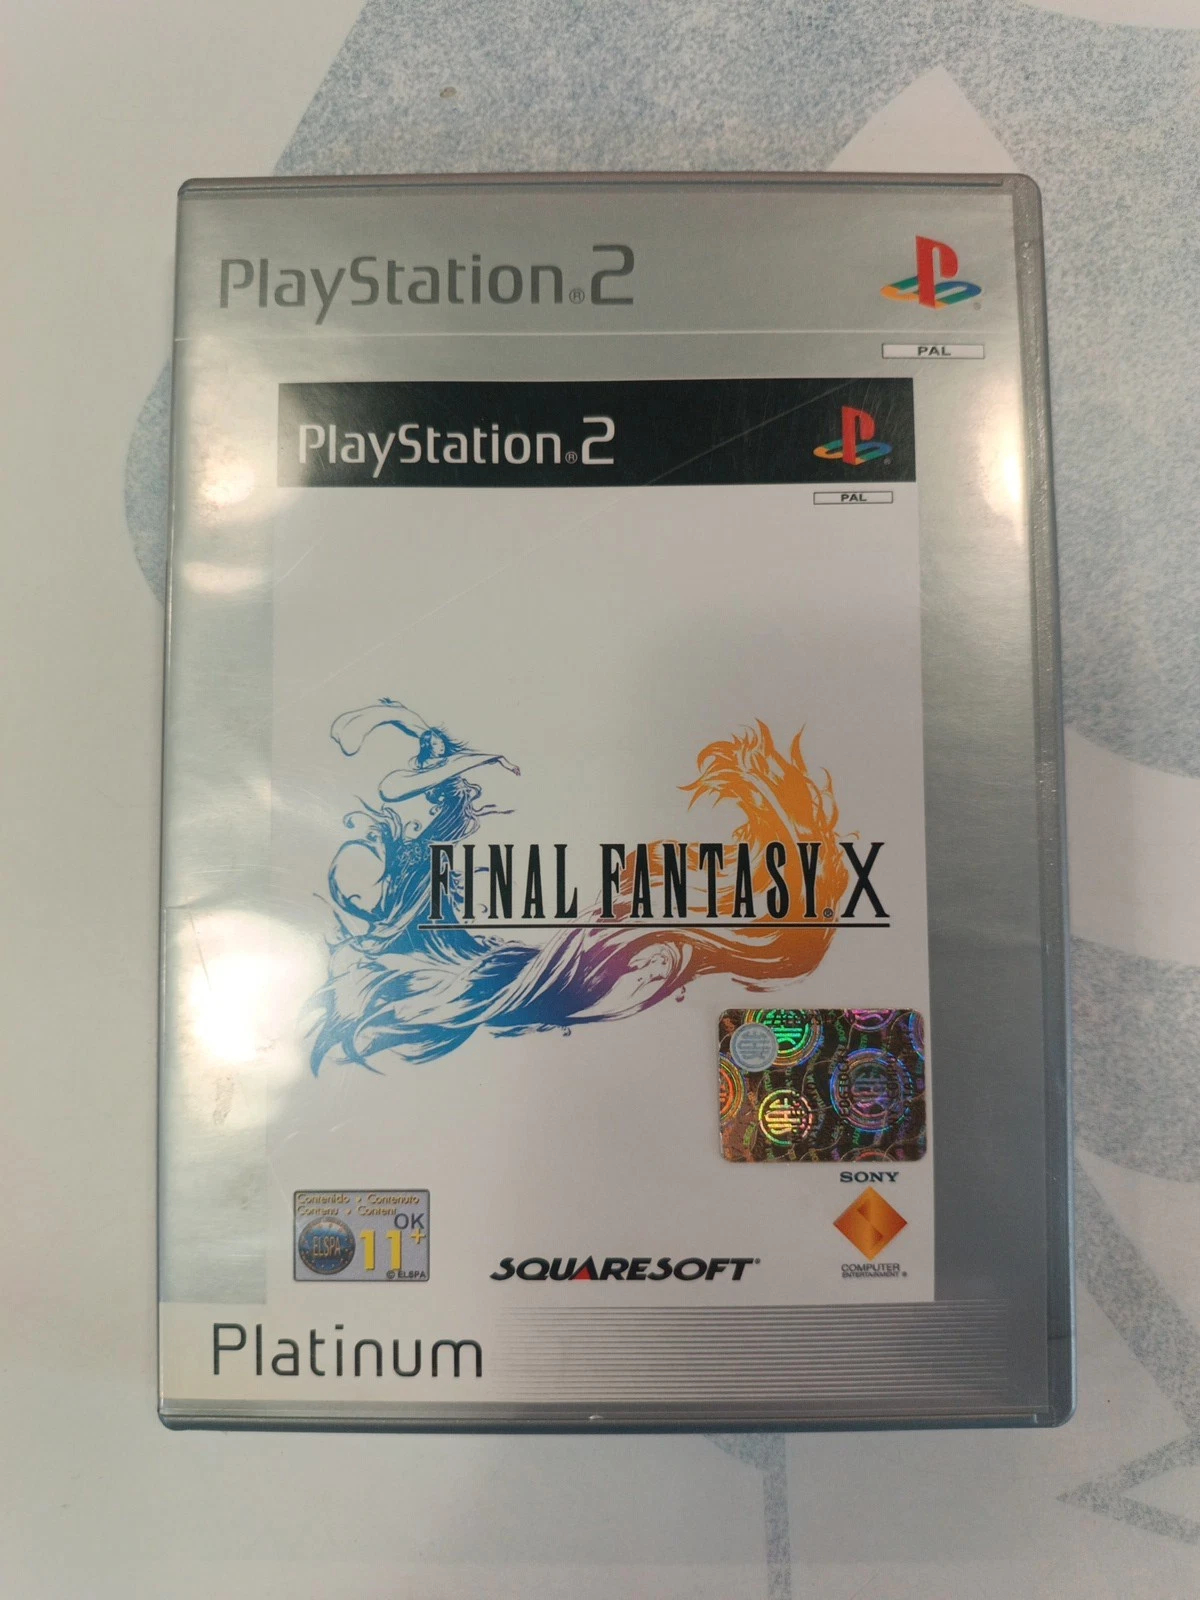 PlayStation®2
PAL
PlayStation®2
PAL
FINAL FANTASY® X
SIAE
SONY
Contenido • Contenuto
Contenu • Content
OK
ELSPA
11+
© ELSPA
SQUARESOFT®
COMPUTER
ENTERTAINMENT®
Platinum